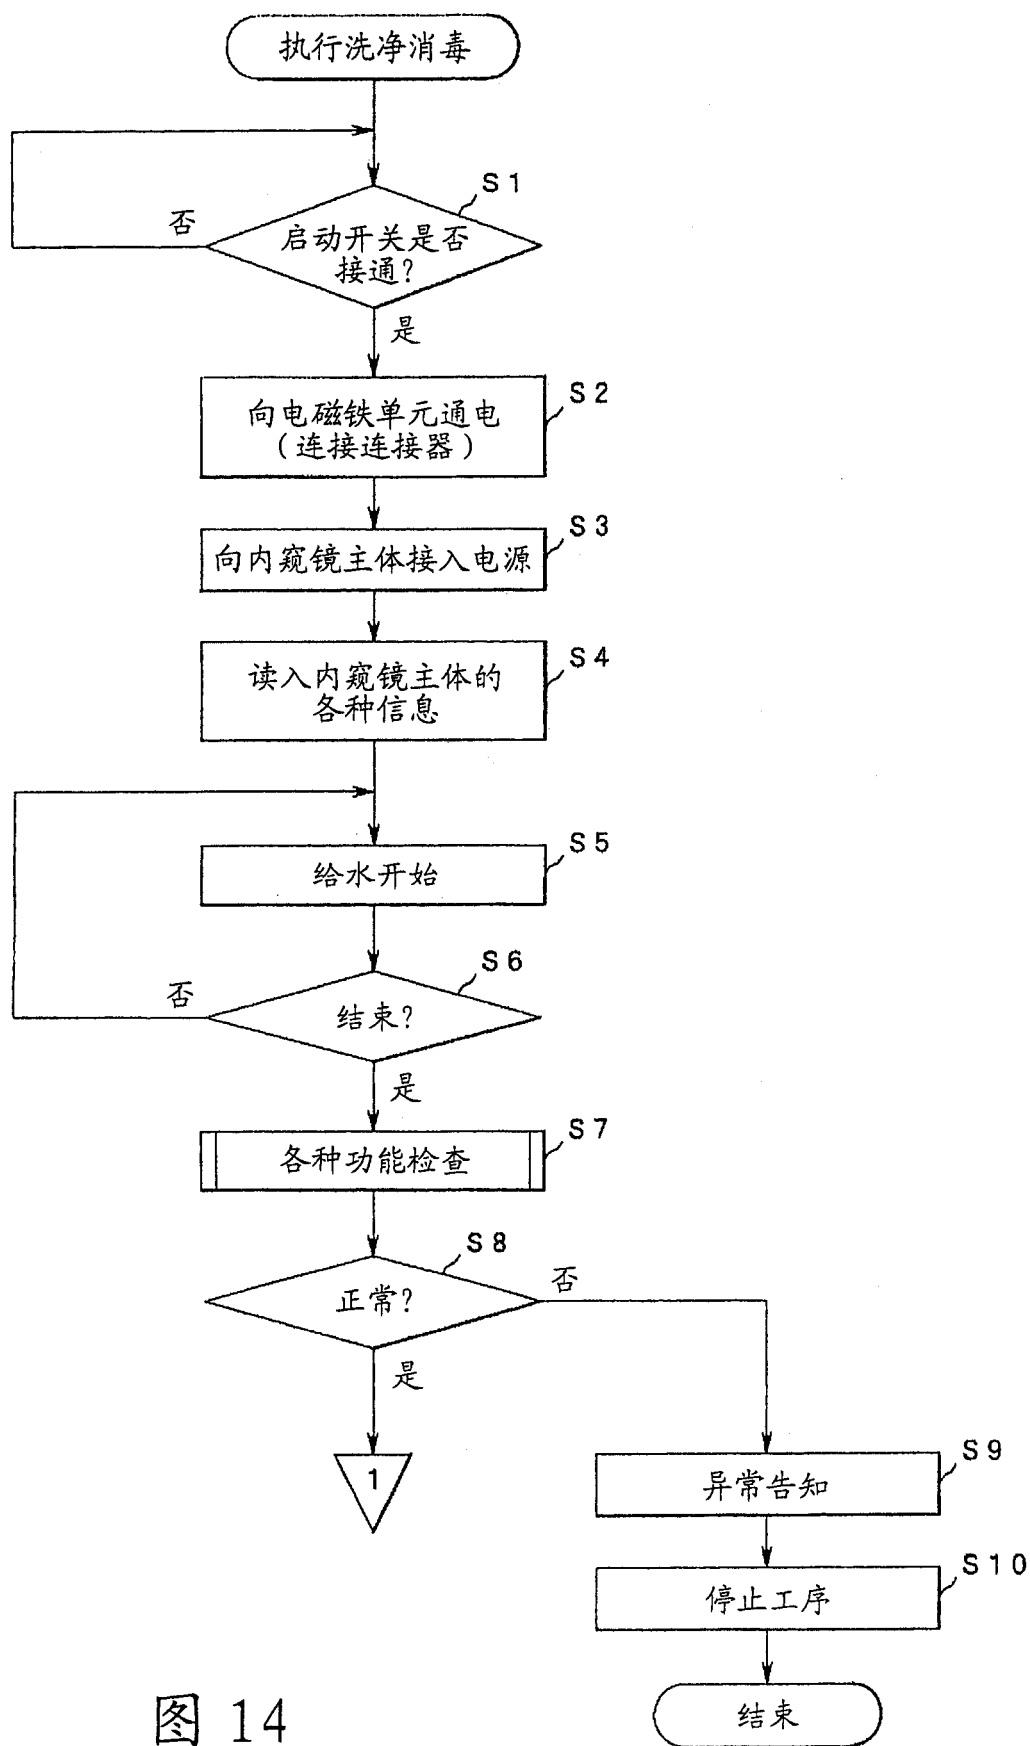 执行洗净消毒
S1
否
启动开关是否
接通?
是
S2
向电磁铁单元通电
(连接连接器)
S3
向内窥镜主体接入电源
S4
读入内窥镜主体的
各种信息
S5
给水开始
S6
否
结束?
是
S7
各种功能检查
S8
否
正常?
是
1
S9
异常告知
S10
停止工序
结束
图 14